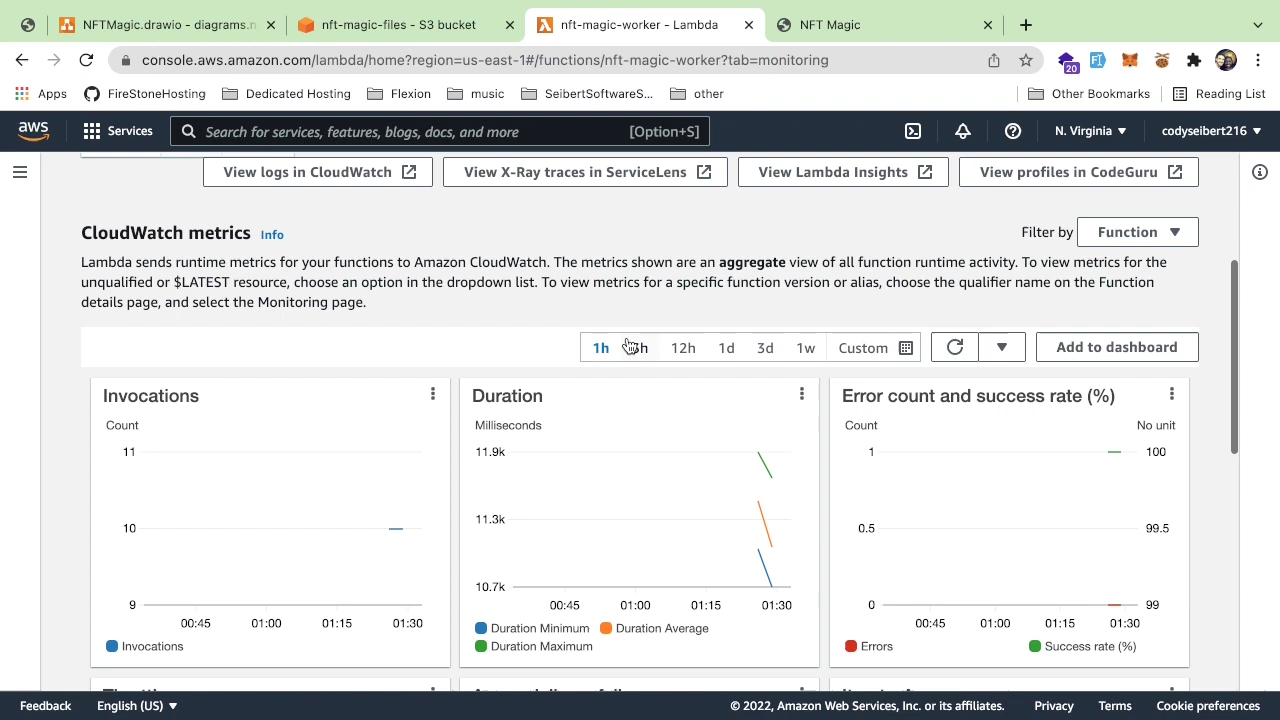 NFTMagic.drawio - diagrams.n
nft-magic-files - S3 bucket
nft-magic-worker - Lambda
NFT Magic
console.aws.amazon.com/lambda/home?region=us-east-1#/functions/nft-magic-worker?tab=monitoring
20
Apps
FireStoneHosting
Dedicated Hosting
Flexion
music
SeibertSoftwareS...
other
Other Bookmarks
Reading List
aws
Services
Search for services, features, blogs, docs, and more
[Option+S]
N. Virginia
codyseibert216
View logs in CloudWatch
View X-Ray traces in ServiceLens
View Lambda Insights
View profiles in CodeGuru
CloudWatch metrics Info
Filter by
Function
Lambda sends runtime metrics for your functions to Amazon CloudWatch. The metrics shown are an aggregate view of all function runtime activity. To view metrics for the
unqualified or $LATEST resource, choose an option in the dropdown list. To view metrics for a specific function version or alias, choose the qualifier name on the Function
details page, and select the Monitoring page.
1h
12h
1d
3d
1w
Custom
Add to dashboard
Invocations
Count
11
10
9
00:45
01:00
01:15
01:30
Invocations
Duration
Milliseconds
11.9k
11.3k
10.7k
00:45
01:00
01:15
01:30
Duration Minimum
Duration Average
Duration Maximum
Error count and success rate (%)
Count
No unit
1
100
0.5
99.5
0
99
00:45
01:00
01:15
01:30
Errors
Success rate (%)
Feedback
English (US)
© 2022, Amazon Web Services, Inc. or its affiliates.
Privacy
Terms
Cookie preferences